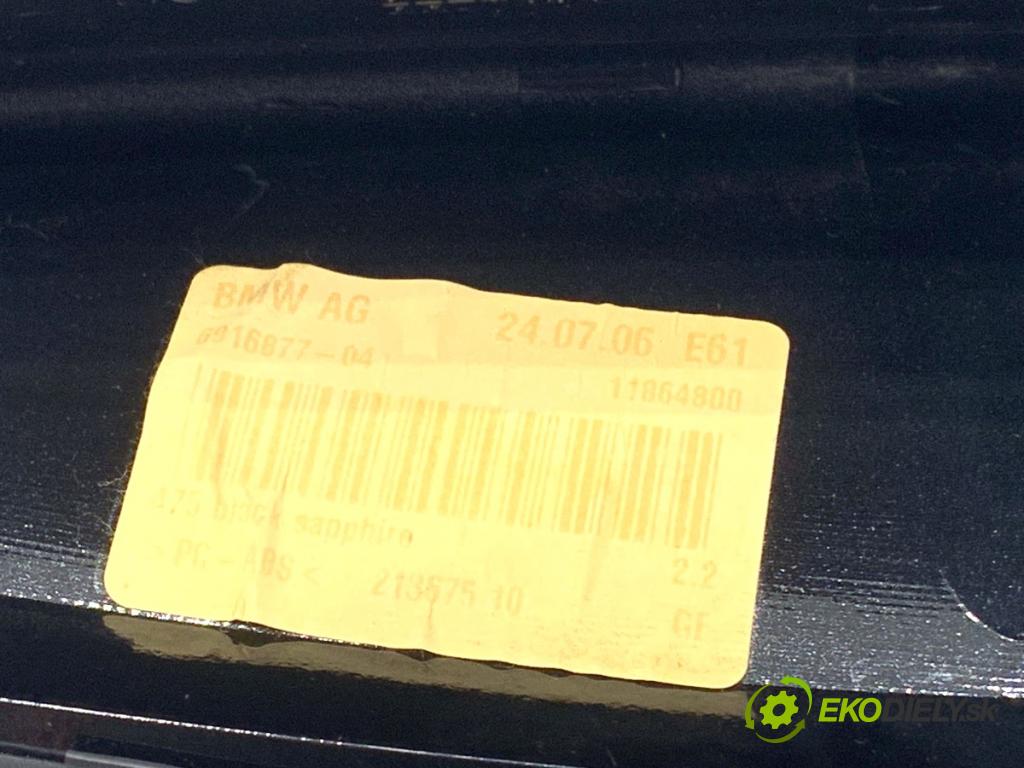 BMW AG 24.07.06 E61
6916877-04 11864800
475 black sapphire 2.2
> PC-ABS < 213675 10 GF
EKODIELY.sk